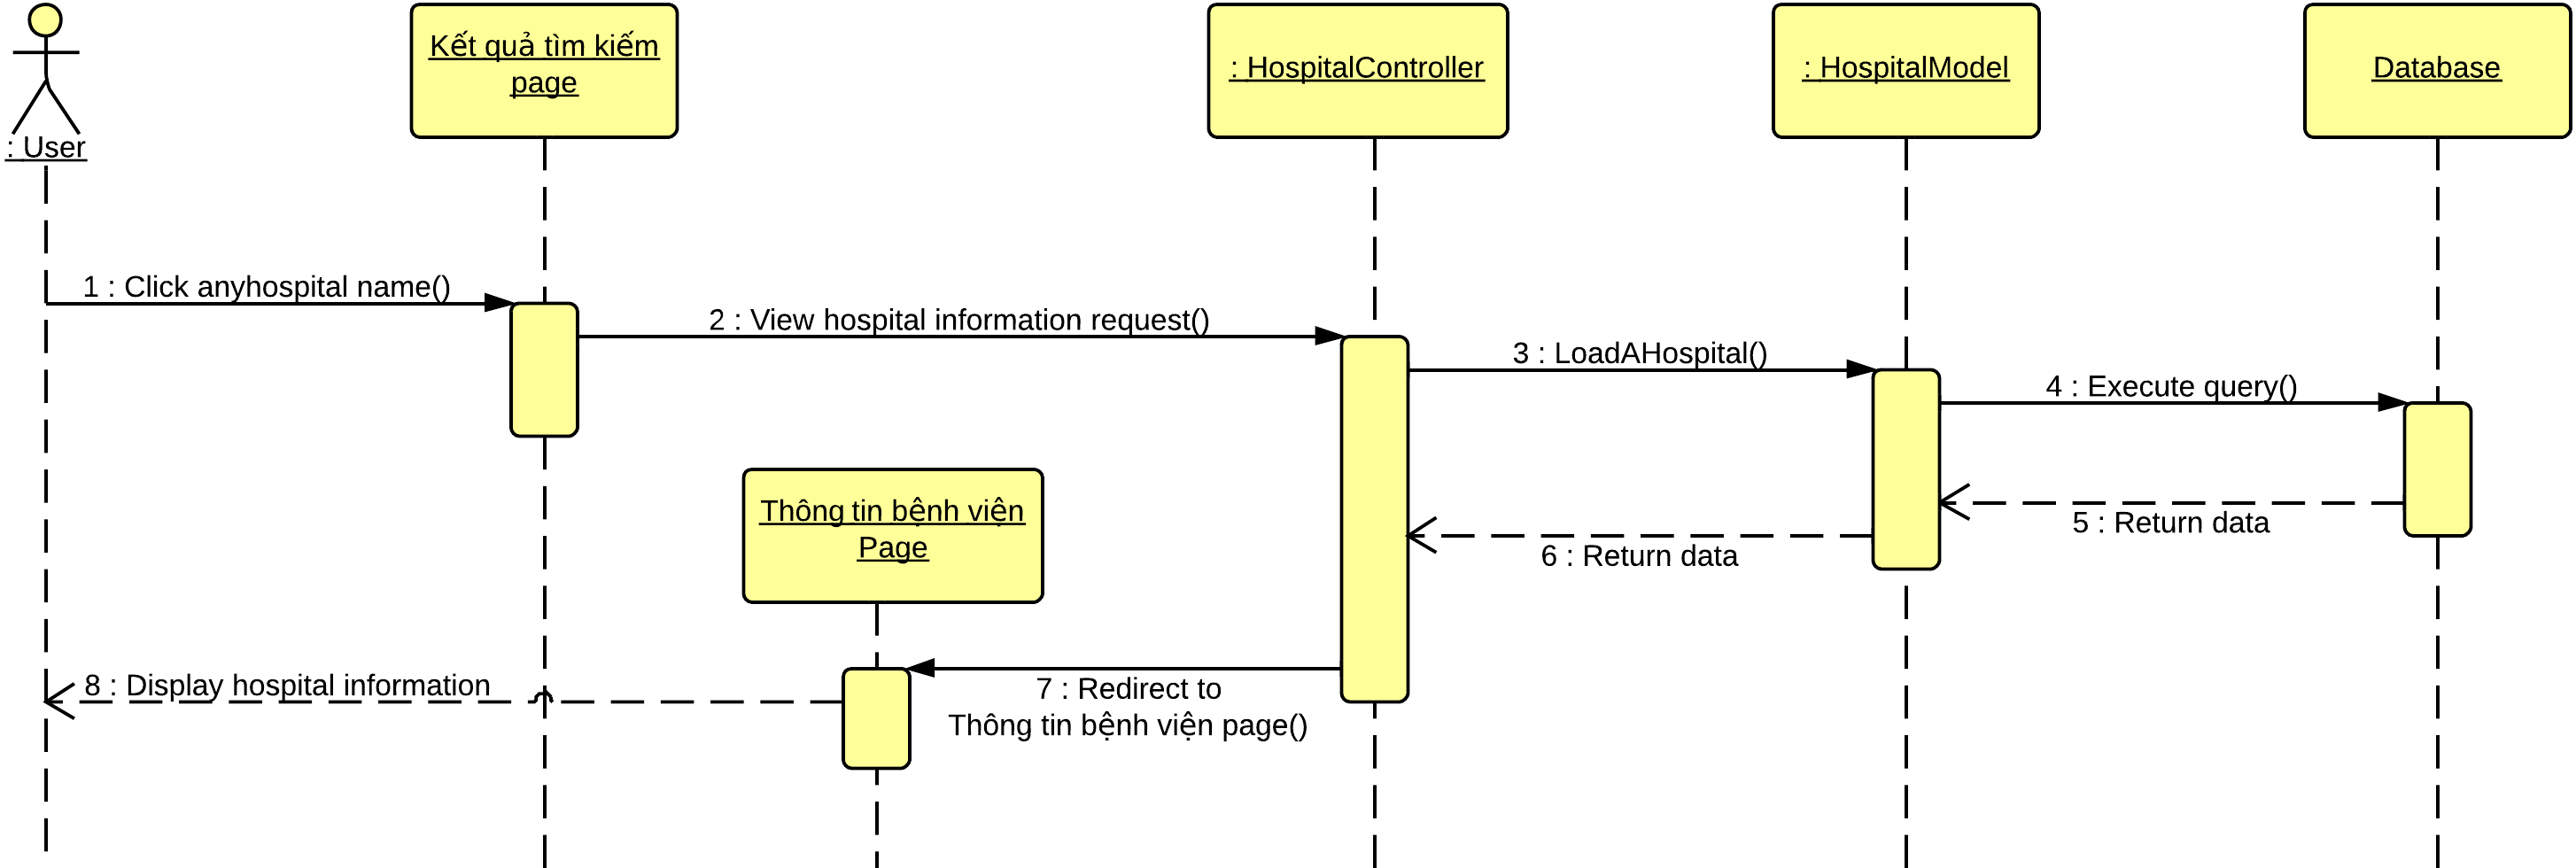 Kết quả tìm kiếm
page
: HospitalController
: HospitalModel
Database
: User
1 : Click anyhospital name()
2 : View hospital information request()
3 : LoadAHospital()
4 : Execute query()
Thông tin bệnh viện
Page
5 : Return data
6 : Return data
8 : Display hospital information
7 : Redirect to
Thông tin bệnh viện page()